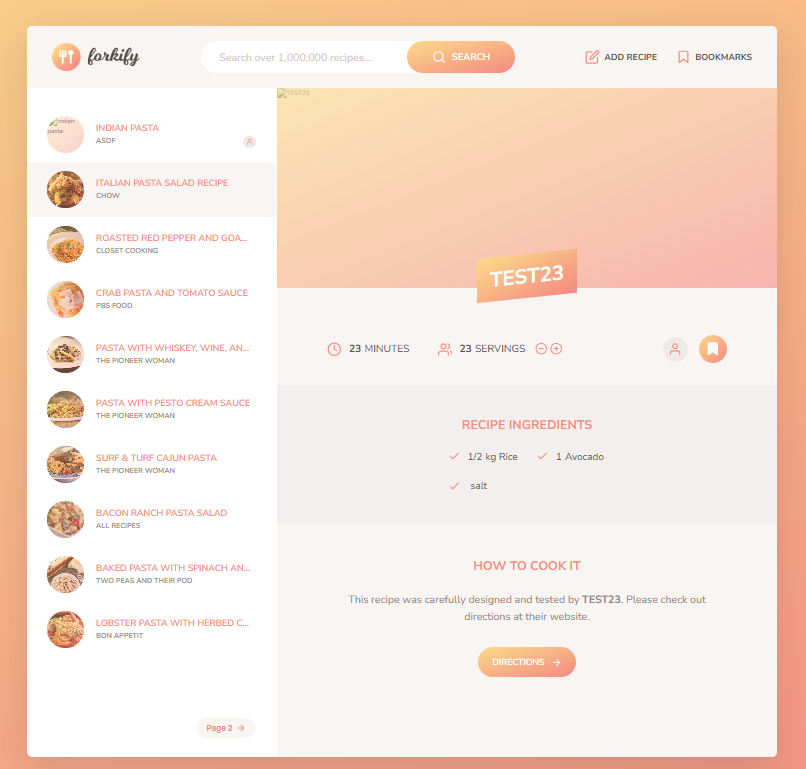 forkify
Search over 1,000,000 recipes...
SEARCH
ADD RECIPE
BOOKMARKS
indian
pasta
INDIAN PASTA
ASDF
ITALIAN PASTA SALAD RECIPE
CHOW
ROASTED RED PEPPER AND GOA...
CLOSET COOKING
CRAB PASTA AND TOMATO SAUCE
PBS FOOD
PASTA WITH WHISKEY, WINE, AN...
THE PIONEER WOMAN
PASTA WITH PESTO CREAM SAUCE
THE PIONEER WOMAN
SURF & TURF CAJUN PASTA
THE PIONEER WOMAN
BACON RANCH PASTA SALAD
ALL RECIPES
BAKED PASTA WITH SPINACH AN...
TWO PEAS AND THEIR POD
LOBSTER PASTA WITH HERBED C...
BON APPETIT
Page 2
TEST23
TEST23
23 MINUTES
23 SERVINGS
RECIPE INGREDIENTS
1/2 kg Rice
1 Avocado
salt
HOW TO COOK IT
This recipe was carefully designed and tested by TEST23. Please check out
directions at their website.
DIRECTIONS